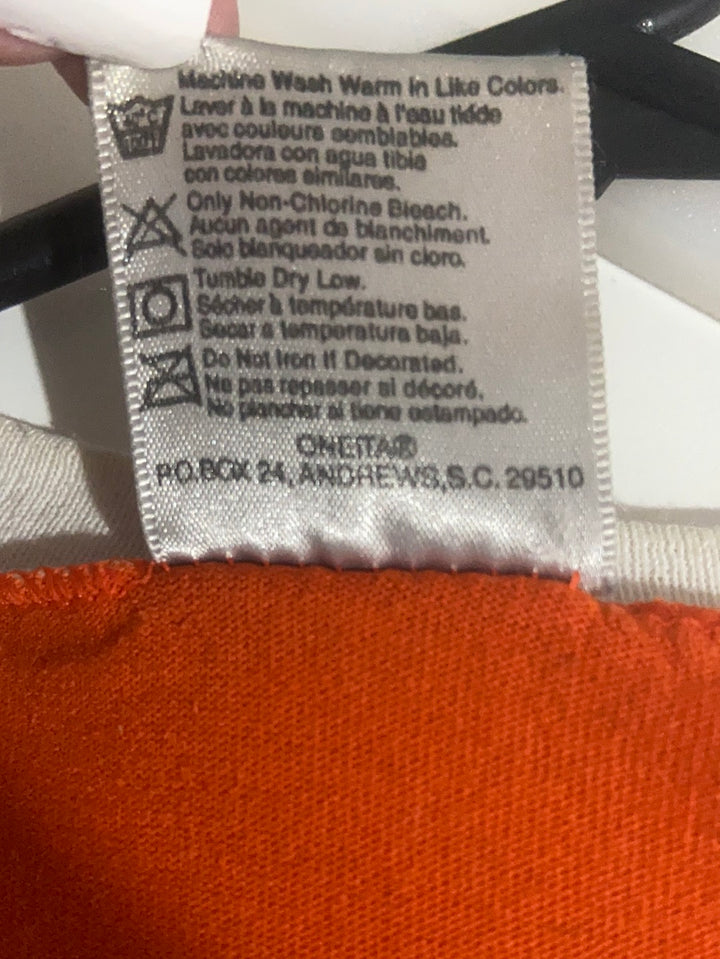 Machine Wash Warm in Like Colors.
Laver à la machine à l'eau tiède
avec couleurs semblables.
Lavadora con agua tibia
con colores similares.
Only Non-Chlorine Bleach.
Aucun agent de blanchiment.
Solo blanqueador sin cloro.
Tumble Dry Low.
Sécher à température bas.
Secar a temperatura baja.
Do Not Iron If Decorated.
Ne pas repasser si décoré.
No planchar si tiene estampado.
ONEITA®
P.O.BOX 24, ANDREWS,S.C. 29510